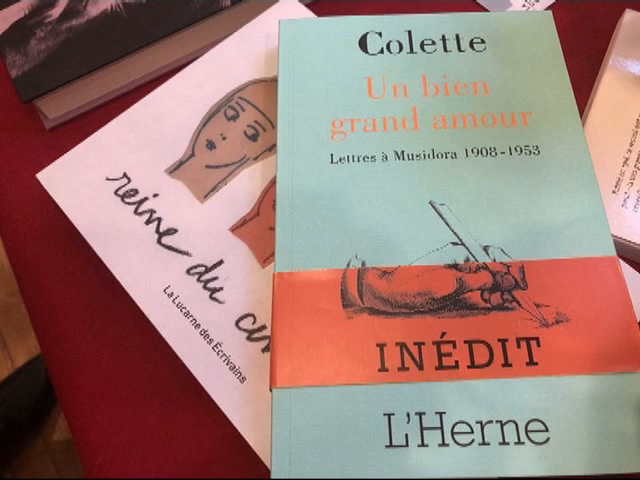 Colette
Un bien
grand amour
Lettres à Musidora 1908-1953
INÉDIT
L'Herne
reine du
La Lucarne des Écrivains